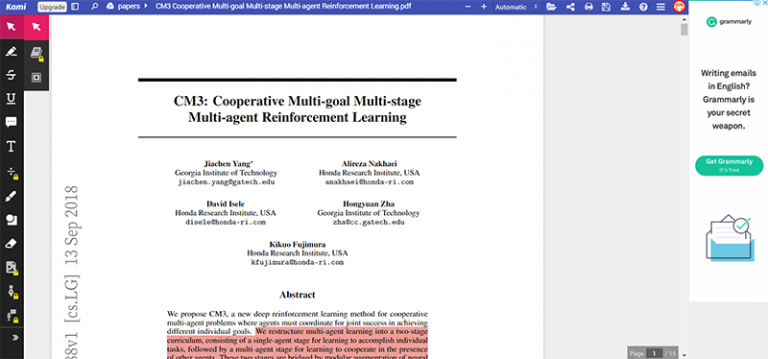 Kami
Upgrade
papers
CM3 Cooperative Multi-goal Multi-stage Multi-agent Reinforcement Learning.pdf
Automatic
CM3: Cooperative Multi-goal Multi-stage
Multi-agent Reinforcement Learning
Jiachen Yang*
Georgia Institute of Technology
jiachen.yang@gatech.edu
Alireza Nakhaei
Honda Research Institute, USA
anakhaei@honda-ri.com
David Isele
Honda Research Institute, USA
disele@honda-ri.com
Hongyuan Zha
Georgia Institute of Technology
zha@cc.gatech.edu
Kikuo Fujimura
Honda Research Institute, USA
kfujimura@honda-ri.com
Abstract
We propose CM3, a new deep reinforcement learning method for cooperative
multi-agent problems where agents must coordinate for joint success in achieving
different individual goals. We restructure multi-agent learning into a two-stage
curriculum, consisting of a single-agent stage for learning to accomplish individual
tasks, followed by a multi-agent stage for learning to cooperate in the presence
of other agents. These two stages are bridged by modular augmentation of neural
38v1 [cs.LG] 13 Sep 2018
grammarly
Writing emails
in English?
Grammarly is
your secret
weapon.
Get Grammarly
It's free
Page 1 / 15